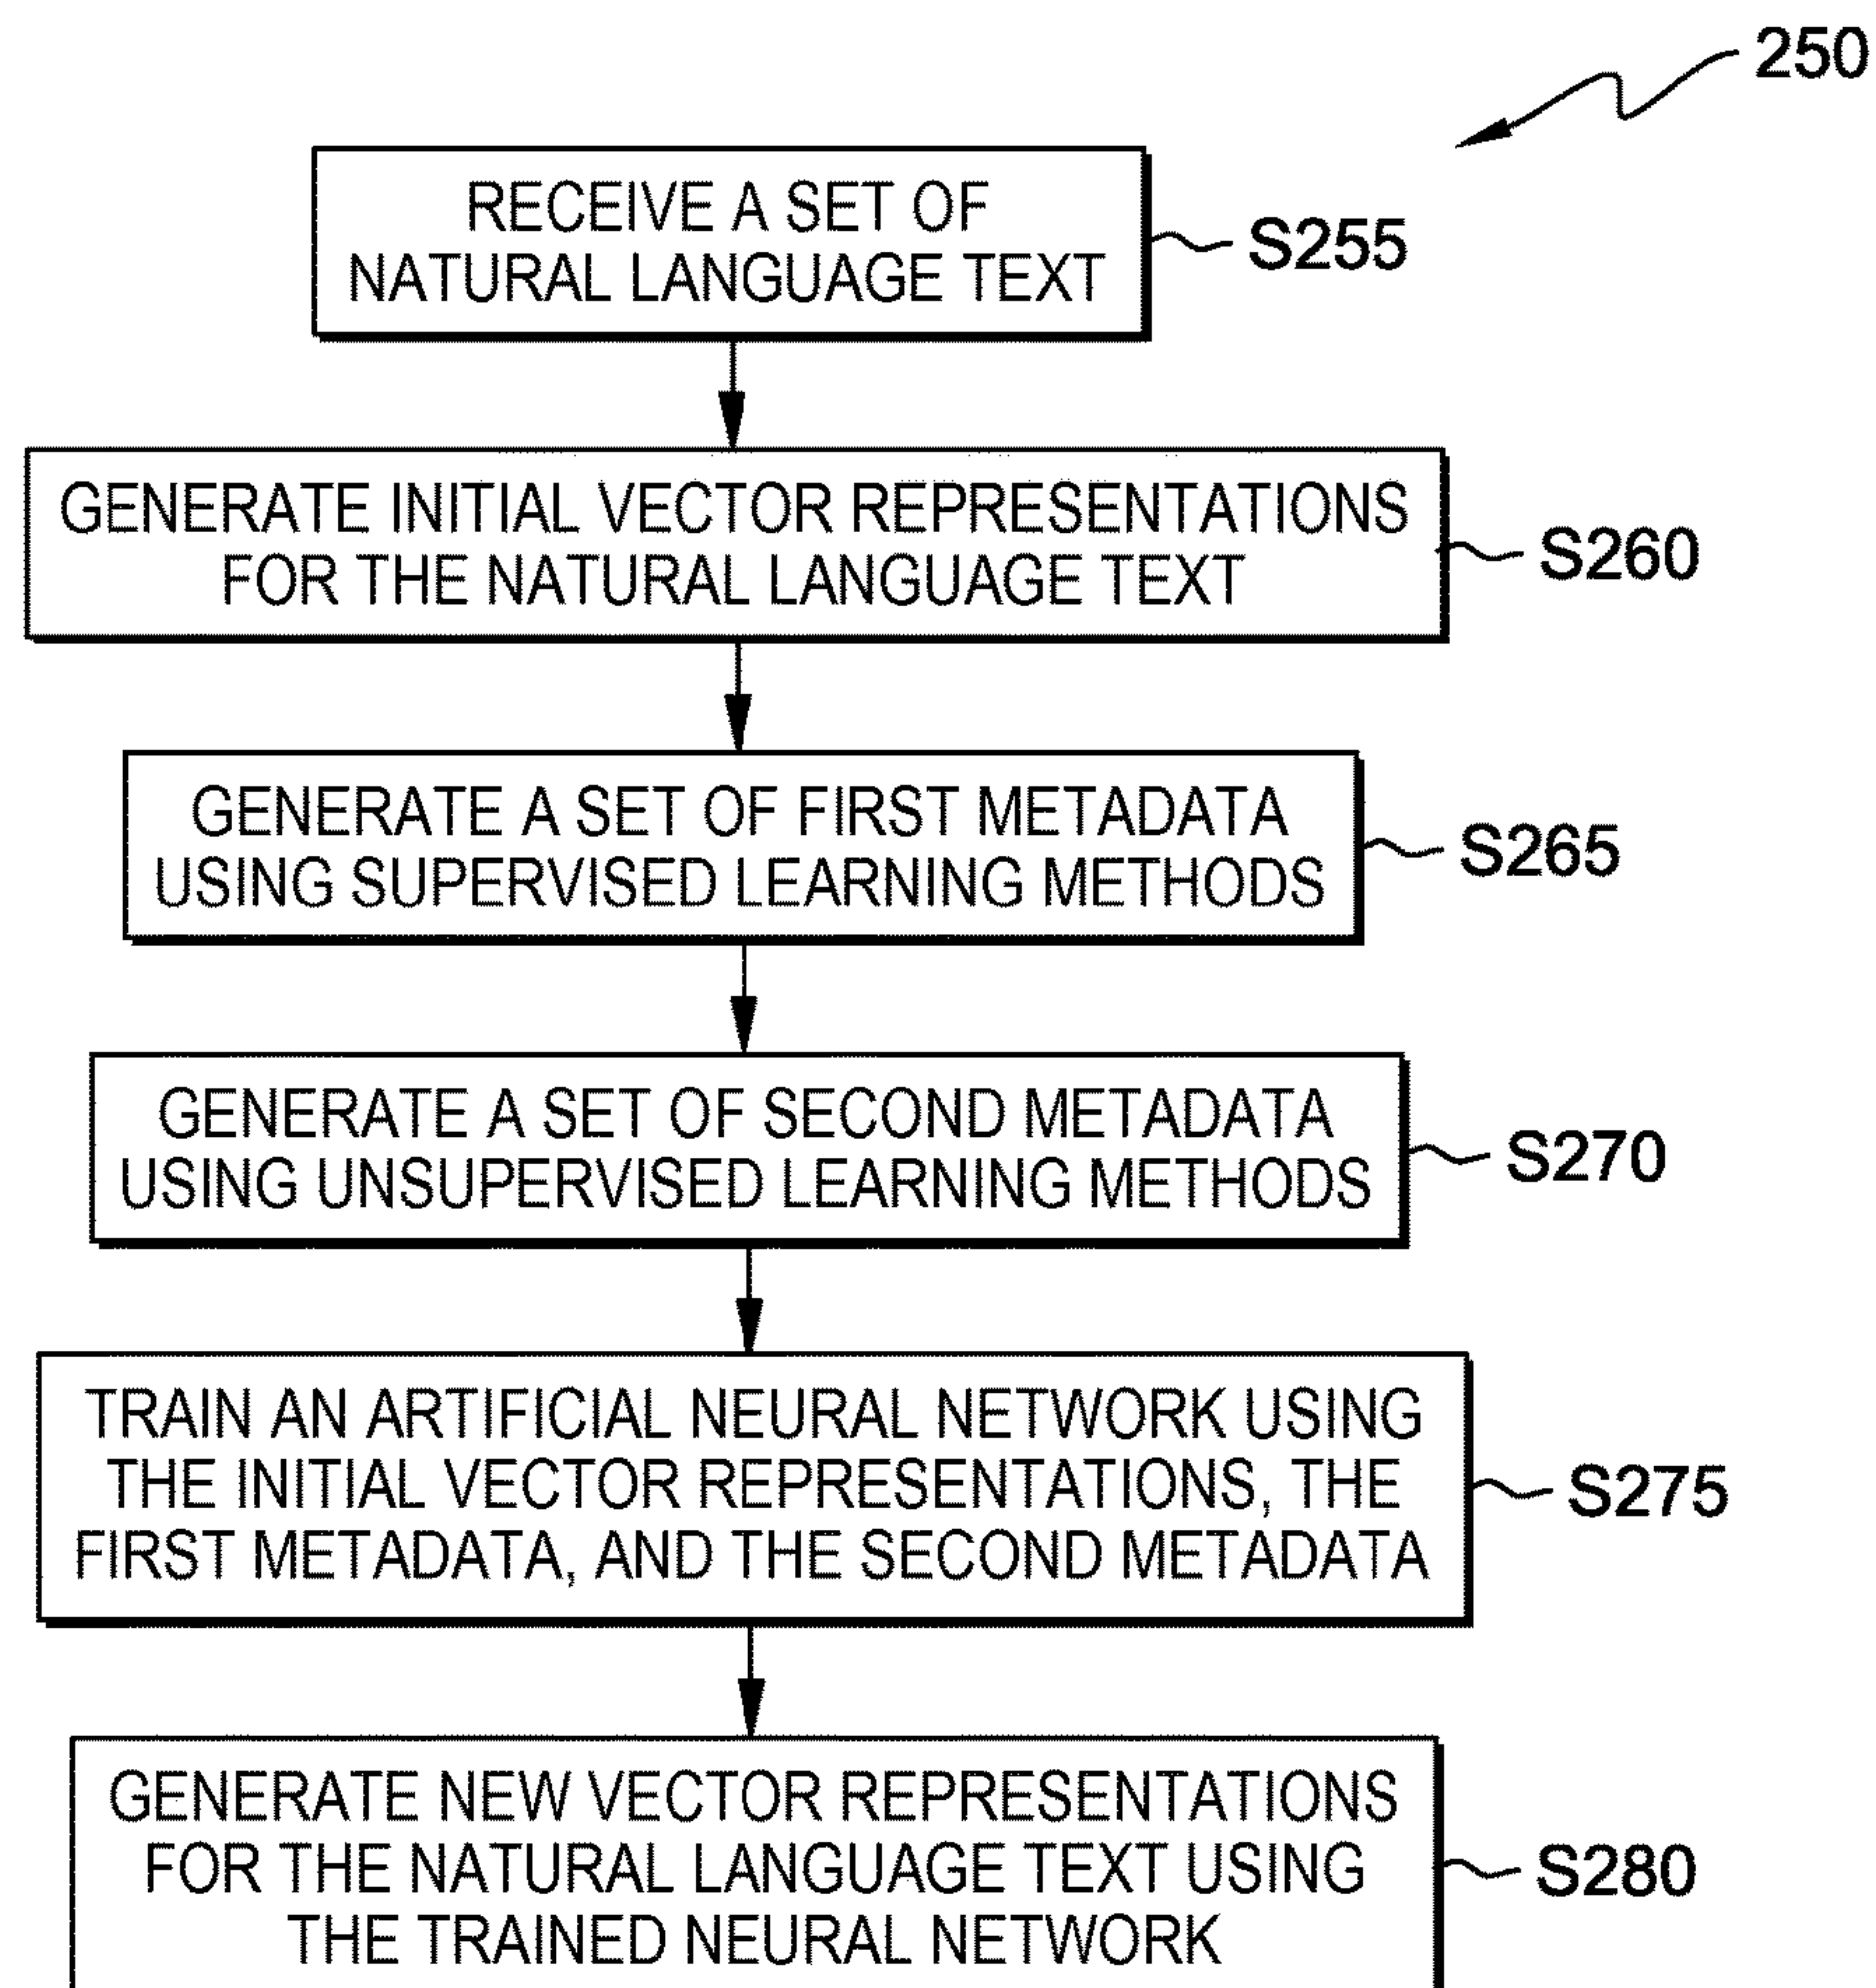 250
RECEIVE A SET OF
NATURAL LANGUAGE TEXT
S255
GENERATE INITIAL VECTOR REPRESENTATIONS
FOR THE NATURAL LANGUAGE TEXT
S260
GENERATE A SET OF FIRST METADATA
USING SUPERVISED LEARNING METHODS
S265
GENERATE A SET OF SECOND METADATA
USING UNSUPERVISED LEARNING METHODS
S270
TRAIN AN ARTIFICIAL NEURAL NETWORK USING
THE INITIAL VECTOR REPRESENTATIONS, THE
FIRST METADATA, AND THE SECOND METADATA
S275
GENERATE NEW VECTOR REPRESENTATIONS
FOR THE NATURAL LANGUAGE TEXT USING
THE TRAINED NEURAL NETWORK
S280